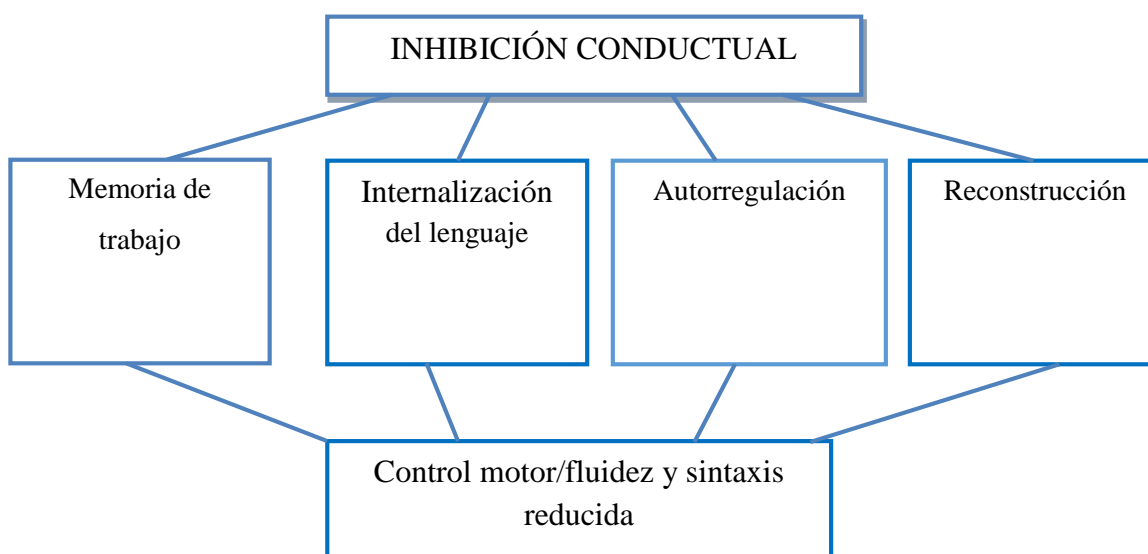 INHIBICIÓN CONDUCTUAL
Memoria de
trabajo
Internalización
del lenguaje
Autorregulación
Reconstrucción
Control motor/fluidez y sintaxis
reducida